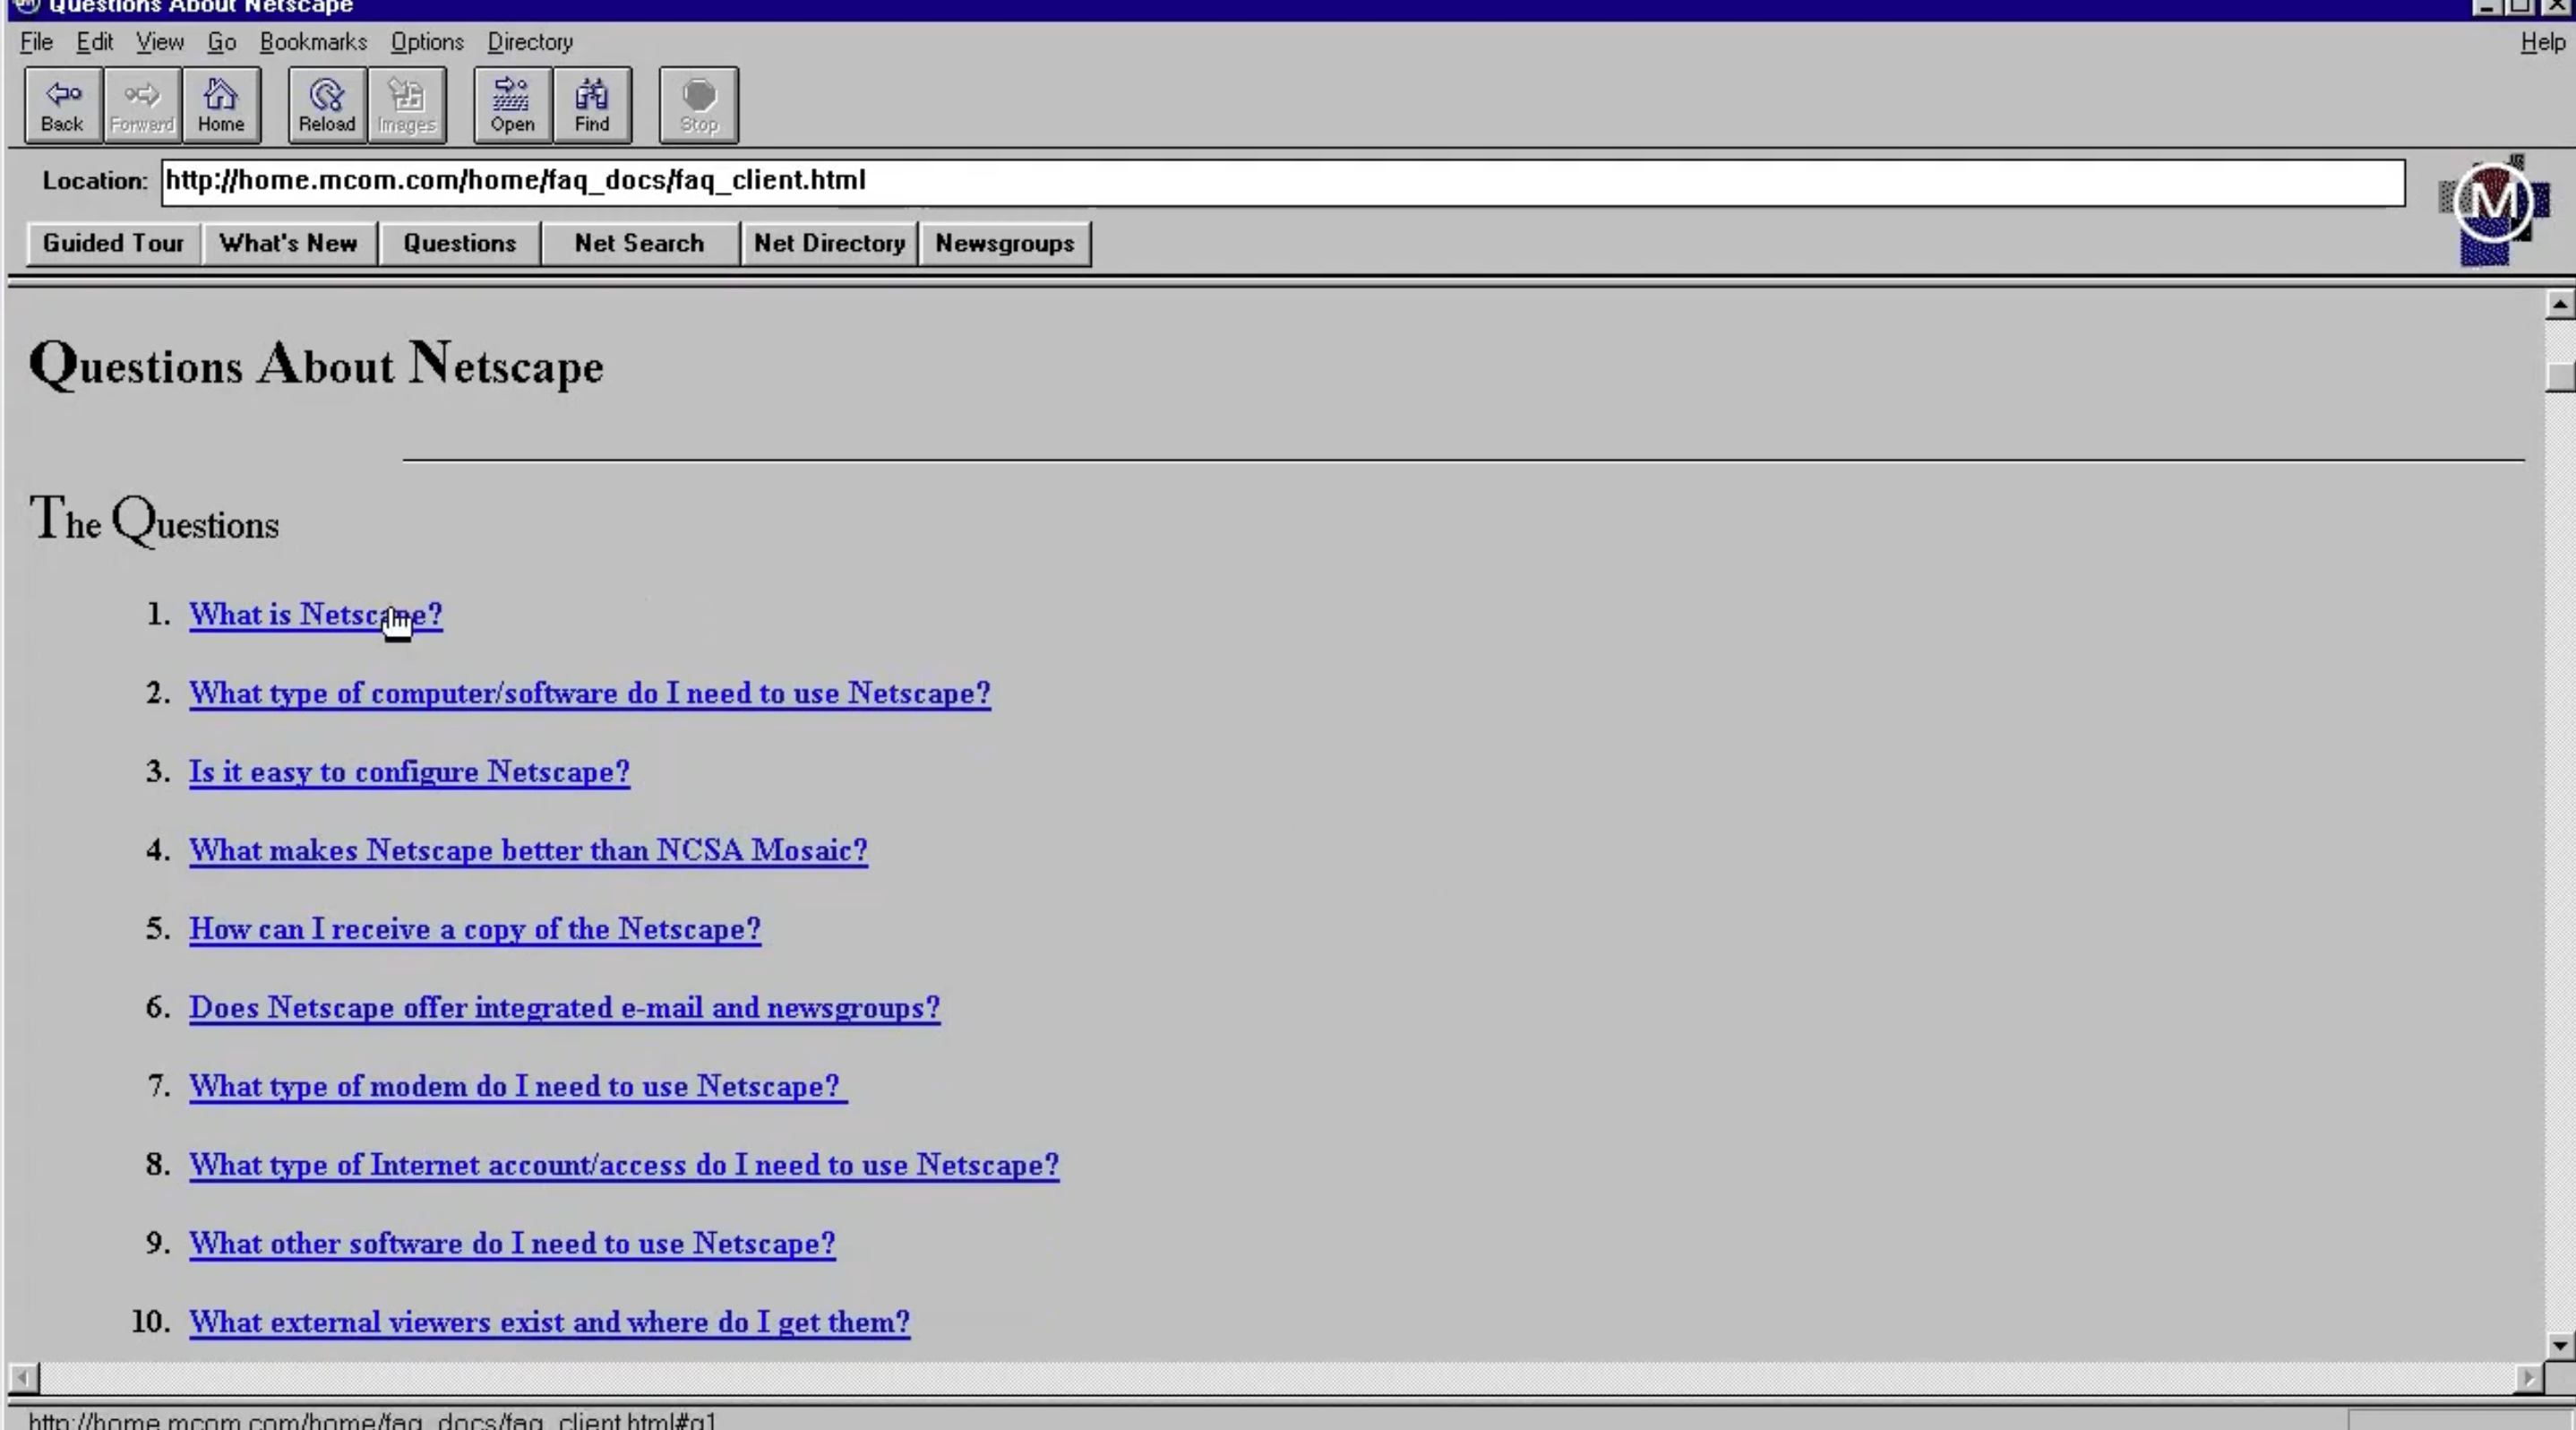 Questions About Netscape
File Edit View Go Bookmarks Options Directory Help
Back Forward Home Reload Images Open Find Stop
Location: http://home.mcom.com/home/faq_docs/faq_client.html
M
Guided Tour What's New Questions Net Search Net Directory Newsgroups
Questions About Netscape
The Questions
1. What is Netscape?
2. What type of computer/software do I need to use Netscape?
3. Is it easy to configure Netscape?
4. What makes Netscape better than NCSA Mosaic?
5. How can I receive a copy of the Netscape?
6. Does Netscape offer integrated e-mail and newsgroups?
7. What type of modem do I need to use Netscape?
8. What type of Internet account/access do I need to use Netscape?
9. What other software do I need to use Netscape?
10. What external viewers exist and where do I get them?
http://home.mcom.com/home/faq_docs/faq_client.html#q1